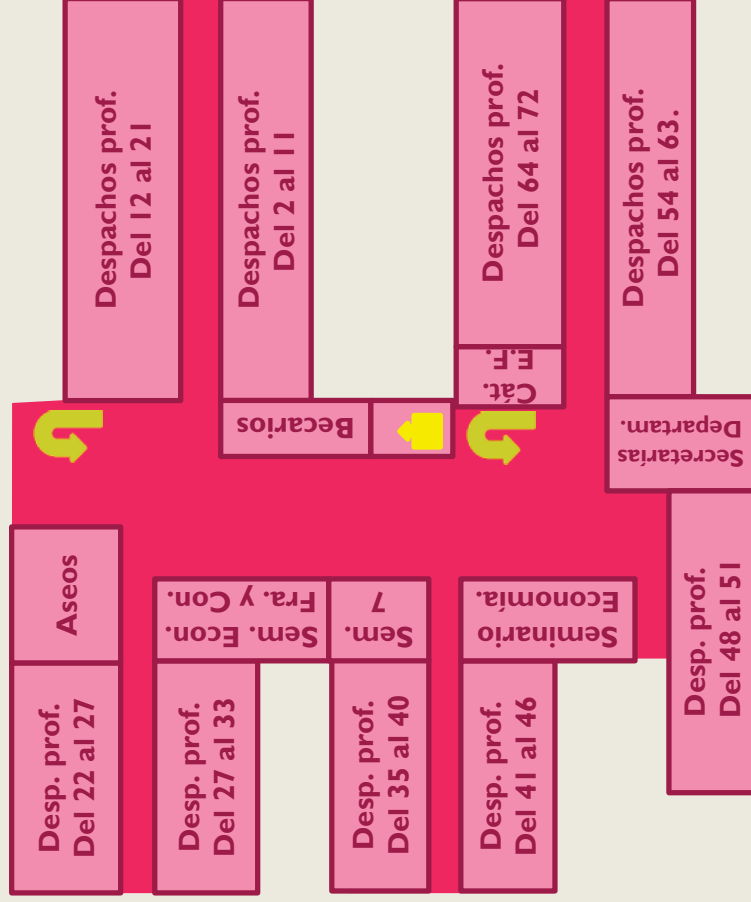 Despachos prof.
Del 12 al 21
Despachos prof.
Del 2 al 11
Despachos prof.
Del 64 al 72
Despachos prof.
Del 54 al 63.
Cát.
E.F.
Becarios
Secretarías
Departam.
Aseos
Sem. Econ.
Fra. y Con.
Sem.
7
Seminario
Economía.
Desp. prof.
Del 22 al 27
Desp. prof.
Del 27 al 33
Desp. prof.
Del 35 al 40
Desp. prof.
Del 41 al 46
Desp. prof.
Del 48 al 51